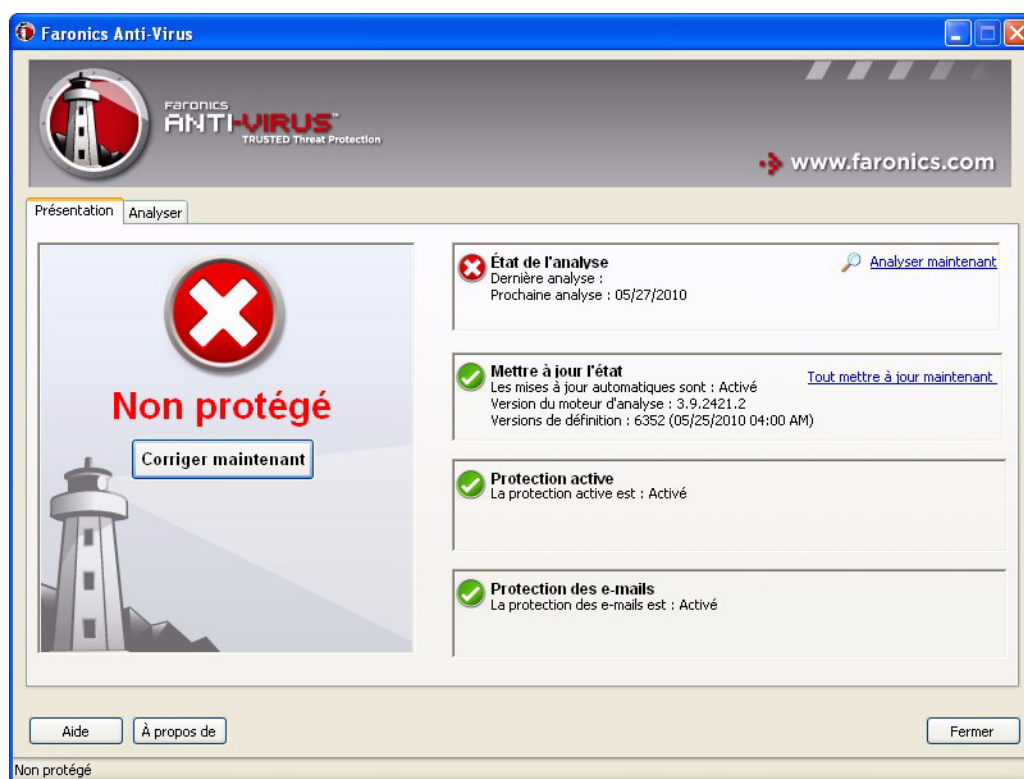 Faronics Anti-Virus
FARONICS
ANTI-VIRUS™
TRUSTED Threat Protection
www.faronics.com
Présentation
Analyser
Non protégé
Corriger maintenant
État de l'analyse
Analyser maintenant
Dernière analyse :
Prochaine analyse : 05/27/2010
Mettre à jour l'état
Tout mettre à jour maintenant
Les mises à jour automatiques sont : Activé
Version du moteur d'analyse : 3.9.2421.2
Versions de définition : 6352 (05/25/2010 04:00 AM)
Protection active
La protection active est : Activé
Protection des e-mails
La protection des e-mails est : Activé
Aide
À propos de
Fermer
Non protégé